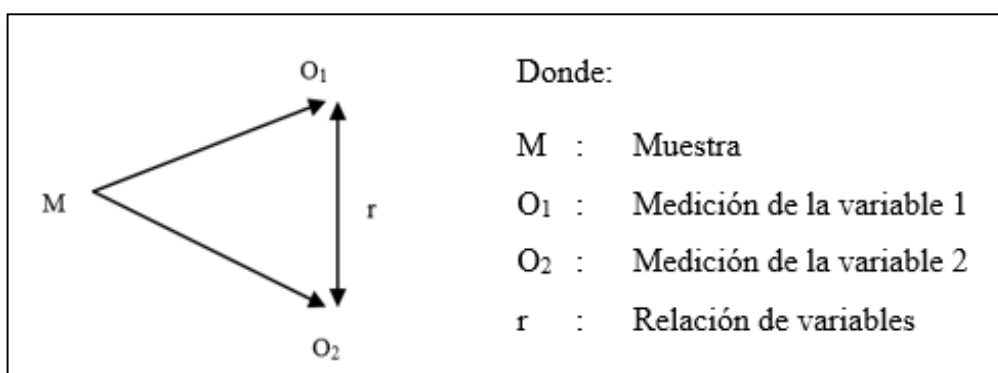 O₁
M
r
O₂
Donde:
M : Muestra
O₁ : Medición de la variable 1
O₂ : Medición de la variable 2
r : Relación de variables